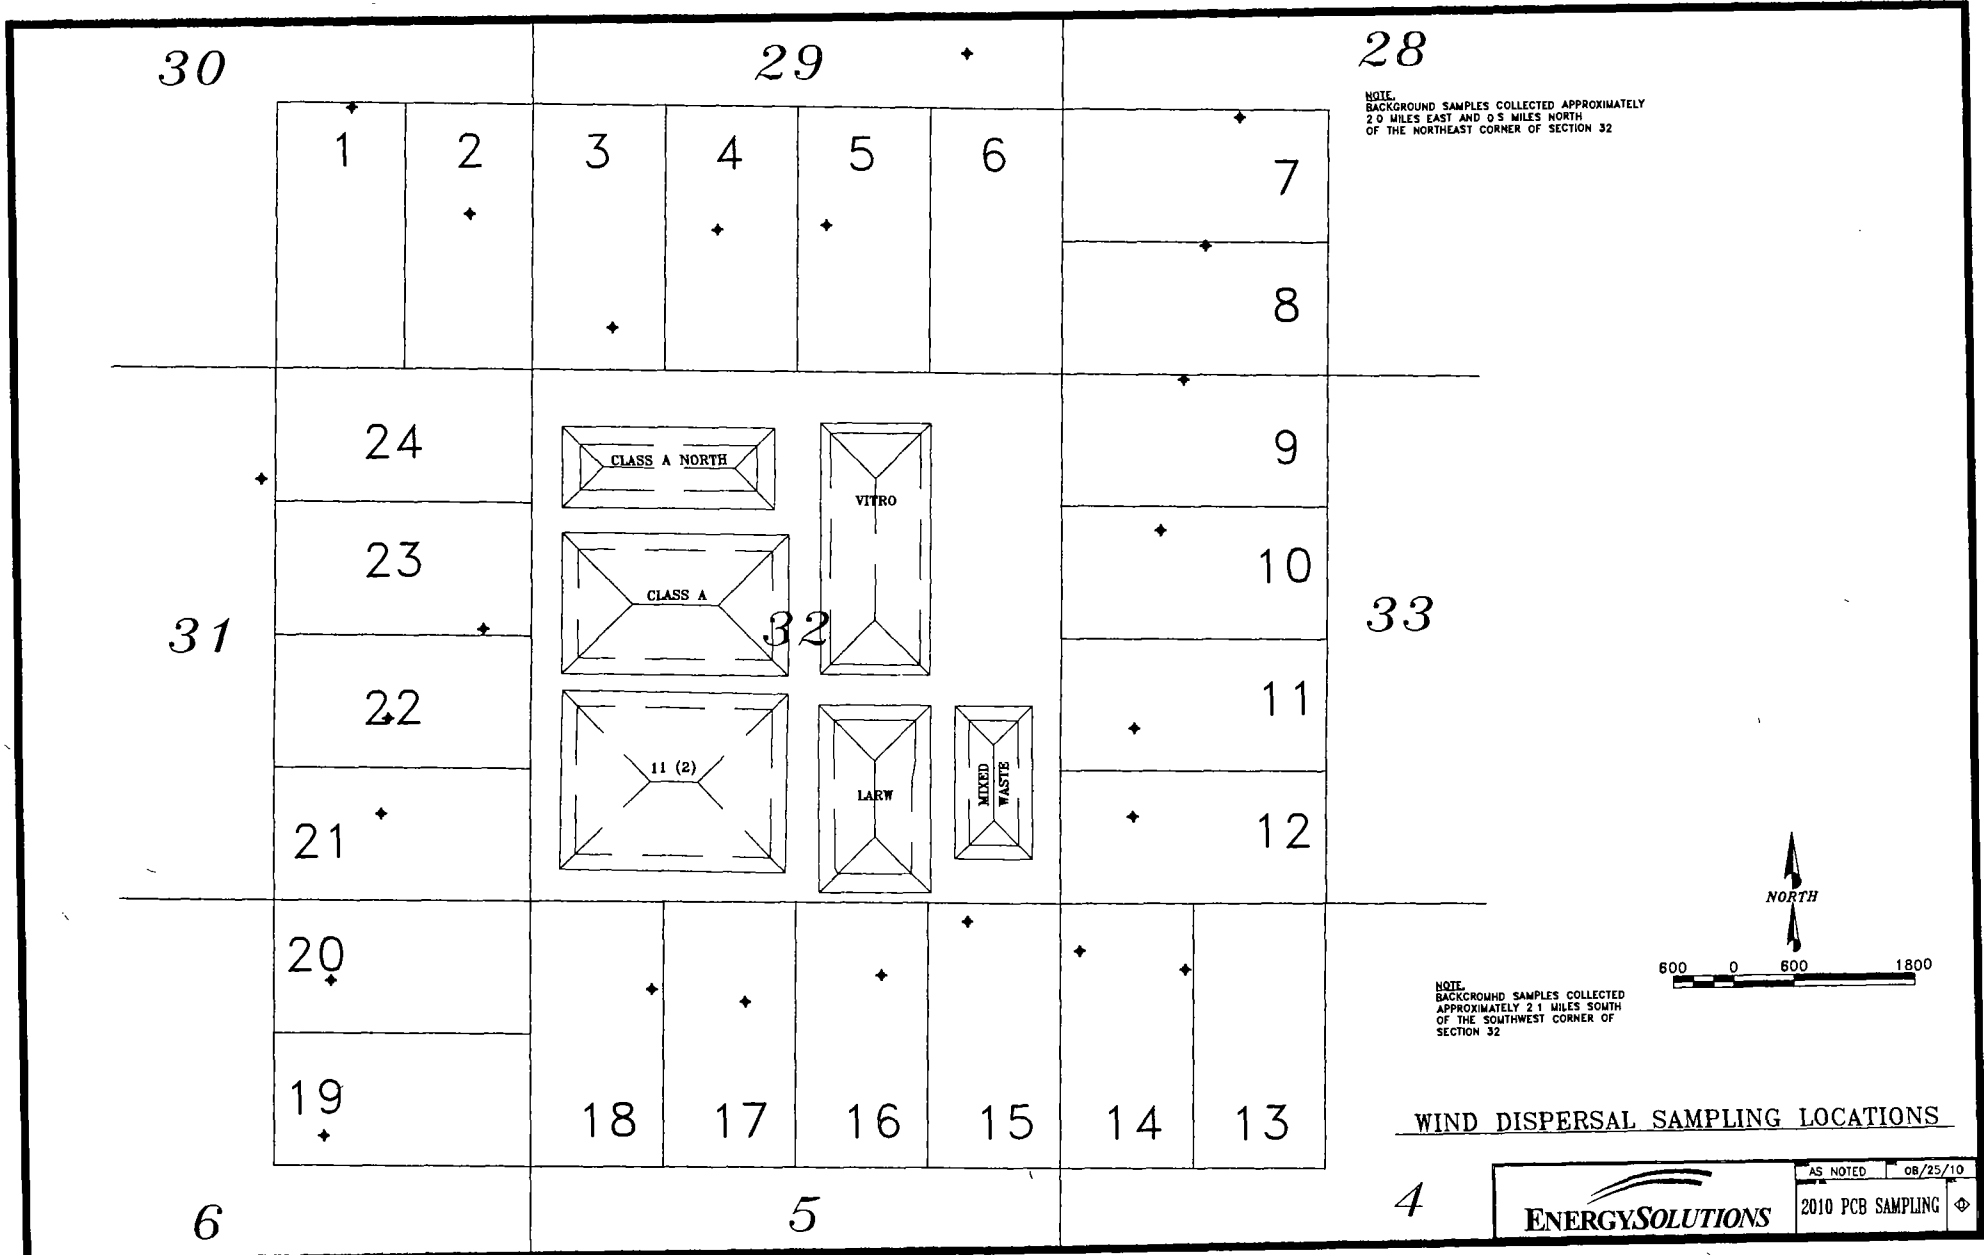 30
29
28
NOTE.
BACKGROUND SAMPLES COLLECTED APPROXIMATELY
2 0 MILES EAST AND 0 5 MILES NORTH
OF THE NORTHEAST CORNER OF SECTION 32
1
2
3
4
5
6
7
8
24
CLASS A NORTH
VITRO
9
23
CLASS A
10
31
32
33
22
11
11 (2)
LARW
MIXED
WASTE
21
12
NORTH
20
600 0 600 1800
NOTE.
BACKCROMHD SAMPLES COLLECTED
APPROXIMATELY 2 1 MILES SOMTH
OF THE SOMTHWEST CORNER OF
SECTION 32
19
18
17
16
15
14
13
WIND DISPERSAL SAMPLING LOCATIONS
6
5
4
ENERGYSOLUTIONS
AS NOTED 08/25/10
2010 PCB SAMPLING